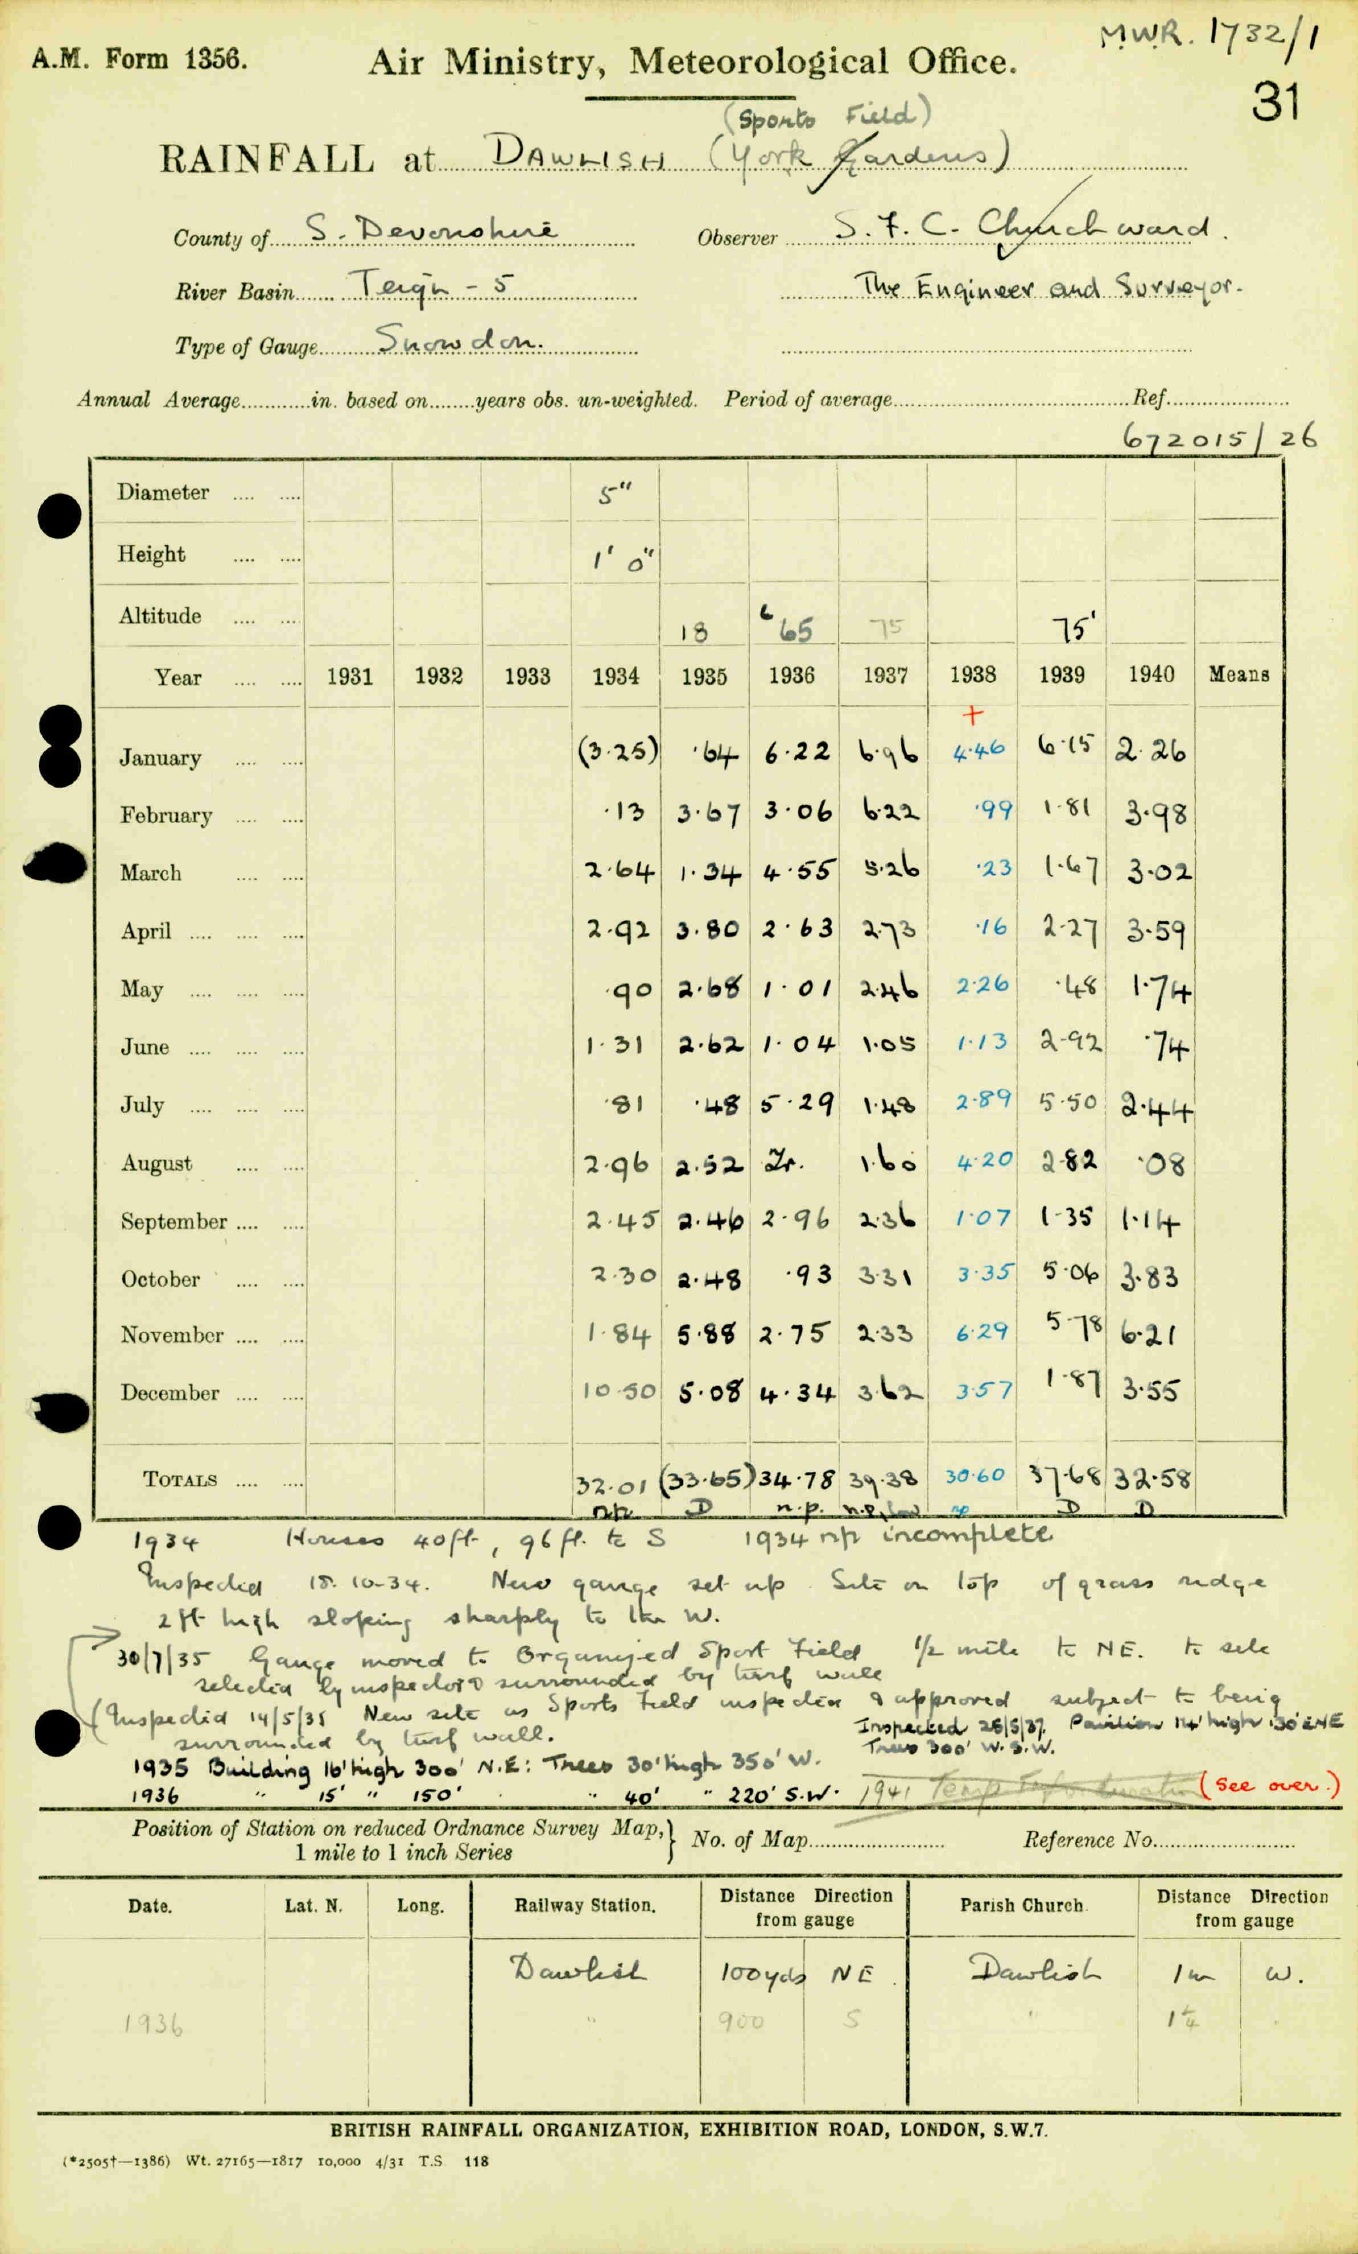 MWR. 1732/1
A.M. Form 1356. Air Ministry, Meteorological Office.
31
(Sports Field)
RAINFALL at DAWLISH (York Gardens)
County of S. Devonshire Observer S. F. C. Churchward.
River Basin Teign - 5 The Engineer and Surveyor.
Type of Gauge Snowdon.
Annual Average............in. based on........years obs. un-weighted. Period of average.................Ref..........
672015/26
Diameter .... .... 5"
Height .... .... 1' 0"
Altitude .... .... 18 65 75 75'
Year .... .... 1931 1932 1933 1934 1935 1936 1937 1938 1939 1940 Means
+
January .... .... (3.25) .64 6.22 6.96 4.46 6.15 2.26
February .... .... .13 3.67 3.06 6.22 .99 1.81 3.98
March .... .... 2.64 1.34 4.55 5.26 .23 1.67 3.02
April .... .... .... 2.92 3.80 2.63 2.73 .16 2.27 3.59
May .... .... .... .90 2.68 1.01 2.46 2.26 .48 1.74
June .... .... .... 1.31 2.62 1.04 1.05 1.13 2.92 .74
July .... .... .... .81 .48 5.29 1.48 2.89 5.50 2.44
August .... .... 2.96 2.52 Tr. 1.60 4.20 2.82 .08
September .... .... 2.45 2.46 2.96 2.36 1.07 1.35 1.14
October .... .... 2.30 2.48 .93 3.31 3.35 5.06 3.83
November .... .... 1.84 5.88 2.75 2.33 6.29 5.78 6.21
December .... .... 10.50 5.08 4.34 3.62 3.57 1.87 3.55
TOTALS .... .... 32.01 (33.65) 34.78 39.38 30.60 37.68 32.58
np D n.p. n.p. np D D
1934 Houses 40ft, 96ft. to S 1934 np incomplete
Inspected 18.10.34. New gauge set up Site on top of grass ridge
2ft high sloping sharply to the W.
30/7/35 Gauge moved to Organized Sport Field 1/2 mile to NE. to site
selected by inspector & surrounded by turf wall
(Inspected 14/5/35 New site as Sports Field inspected & approved subject to being
surrounded by turf wall.
Inspected 26/5/37. Pavilion 14' high 130' ENE
Trees 300' W.S.W.
1935 Building 16' high 300' N.E: Trees 30' high 350' W.
1936 " 15' " 150' " 40' " 220' S.W. 1941 (see over.)
Position of Station on reduced Ordnance Survey Map,} No. of Map................ Reference No................
1 mile to 1 inch Series
Date. Lat. N. Long. Railway Station. Distance Direction from gauge Parish Church. Distance Direction from gauge
Dawlish 100yds NE. Dawlish 1m W.
1936 " 900 S " 1¼
BRITISH RAINFALL ORGANIZATION, EXHIBITION ROAD, LONDON, S.W.7.
(*2505†—1386) Wt. 27165—1817 10,000 4/31 T.S. 118